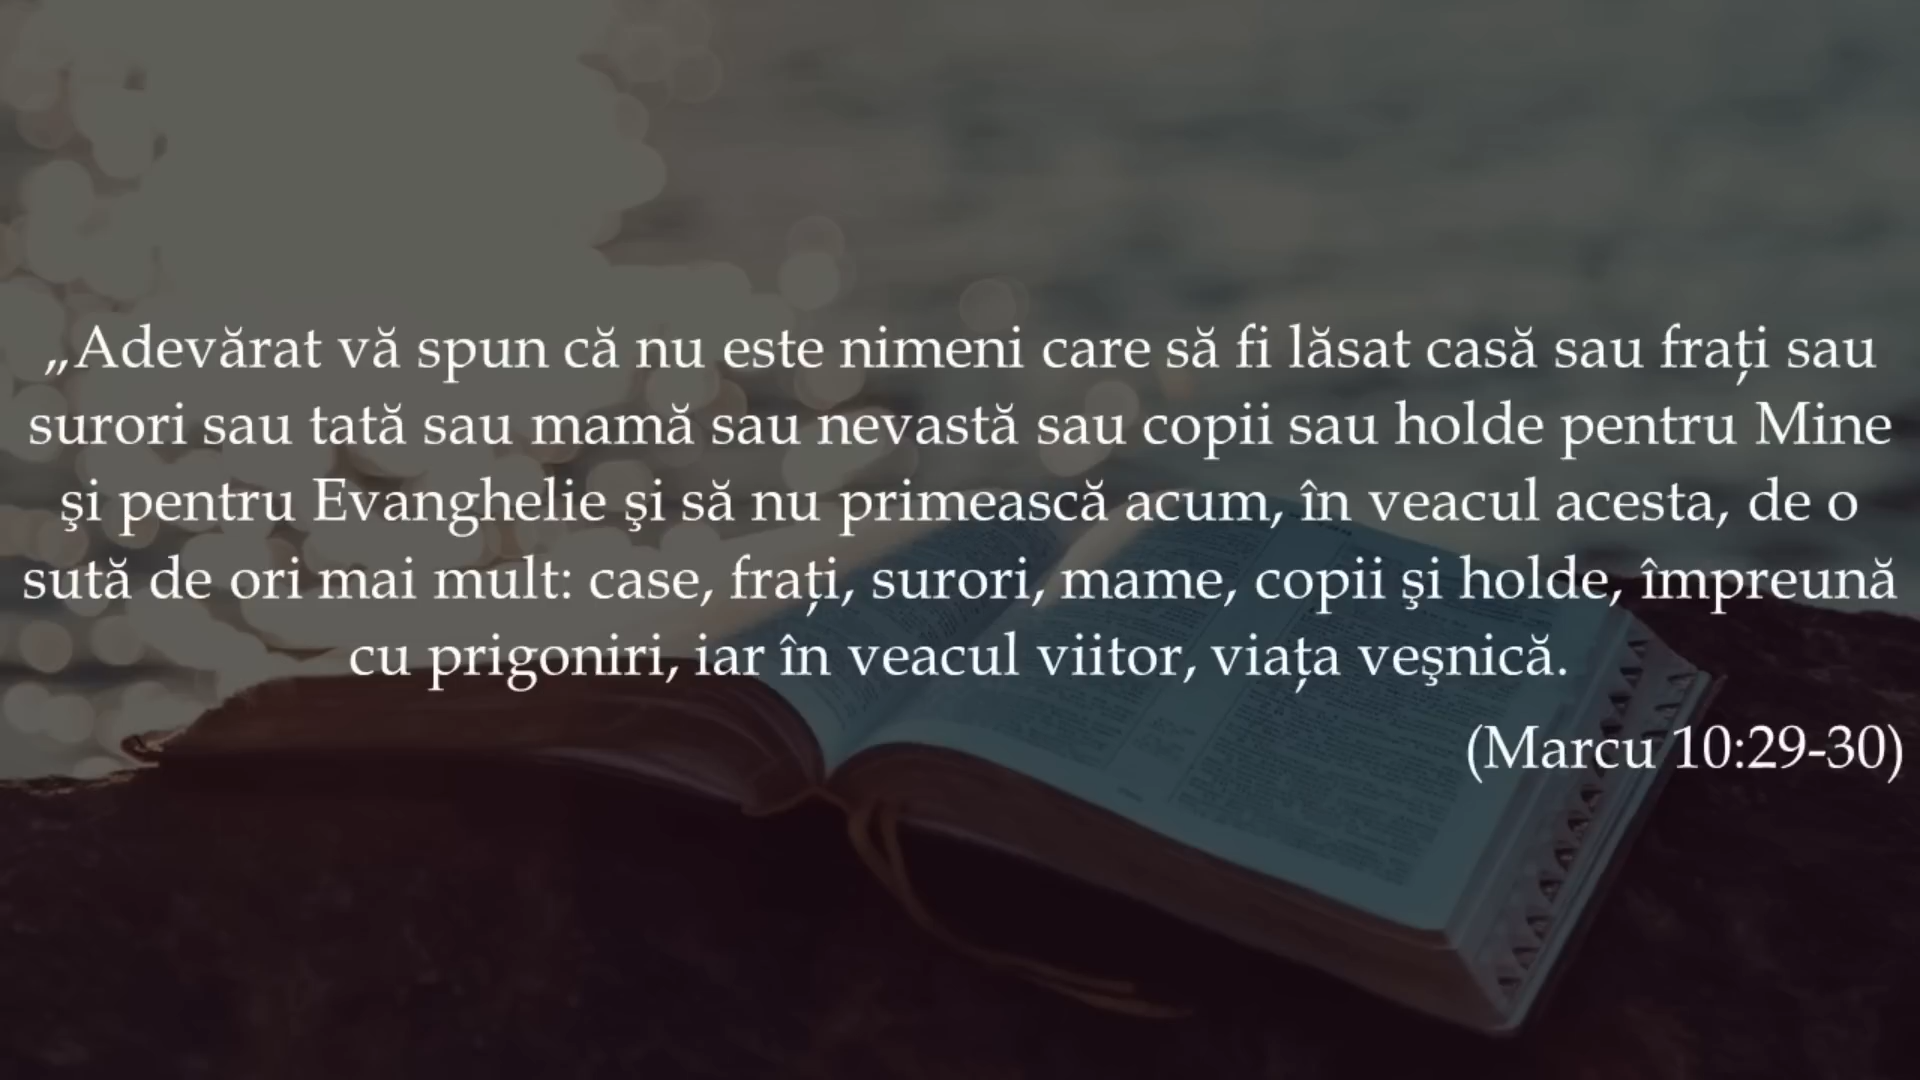 „Adevărat vă spun că nu este nimeni care să fi lăsat casă sau frați sau
surori sau tată sau mamă sau nevastă sau copii sau holde pentru Mine
şi pentru Evanghelie şi să nu primească acum, în veacul acesta, de o
sută de ori mai mult: case, frați, surori, mame, copii şi holde, împreună
cu prigoniri, iar în veacul viitor, viața veşnică.
(Marcu 10:29-30)